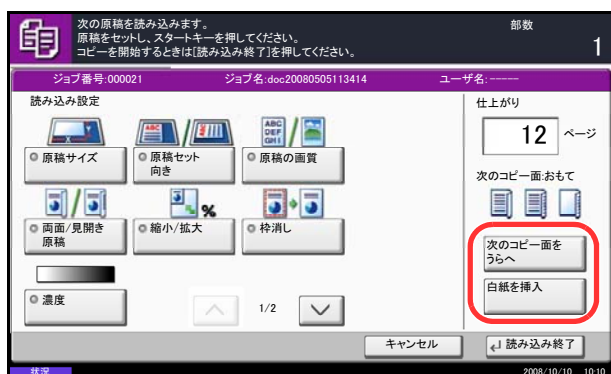 次の原稿を読み込みます。
原稿をセットし、スタートキーを押してください。
コピーを開始するときは[読み込み終了]を押してください。
部数
1
ジョブ番号:000021
ジョブ名:doc20080505113414
ユーザ名:-----
読み込み設定
仕上がり
12 ページ
ABC
ABC
DEF
GHI
原稿サイズ
原稿セット
向き
原稿の画質
次のコピー面:おもて
%
両面/見開き
原稿
縮小/拡大
枠消し
次のコピー面を
うらへ
白紙を挿入
濃度
1/2
キャンセル
読み込み終了
状況
2008/10/10 10:10